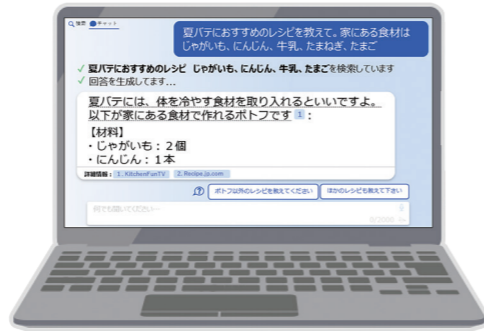 検索 チャット
夏バテにおすすめのレシピを教えて。家にある食材は
じゃがいも、にんじん、牛乳、たまねぎ、たまご
✓ 夏バテにおすすめのレシピ じゃがいも、にんじん、牛乳、たまごを検索しています
✓ 回答を生成してます…
夏バテには、体を冷やす食材を取り入れるといいですよ。
以下が家にある食材で作れるポトフです 1 :
【材料】
・じゃがいも：2個
・にんじん：1本
詳細情報： 1. KitchenFunTV 2. Recipe.jp.com
ポトフ以外のレシピを教えてください ほかのレシピも教えて下さい
何でも聞いてください…
0/2000